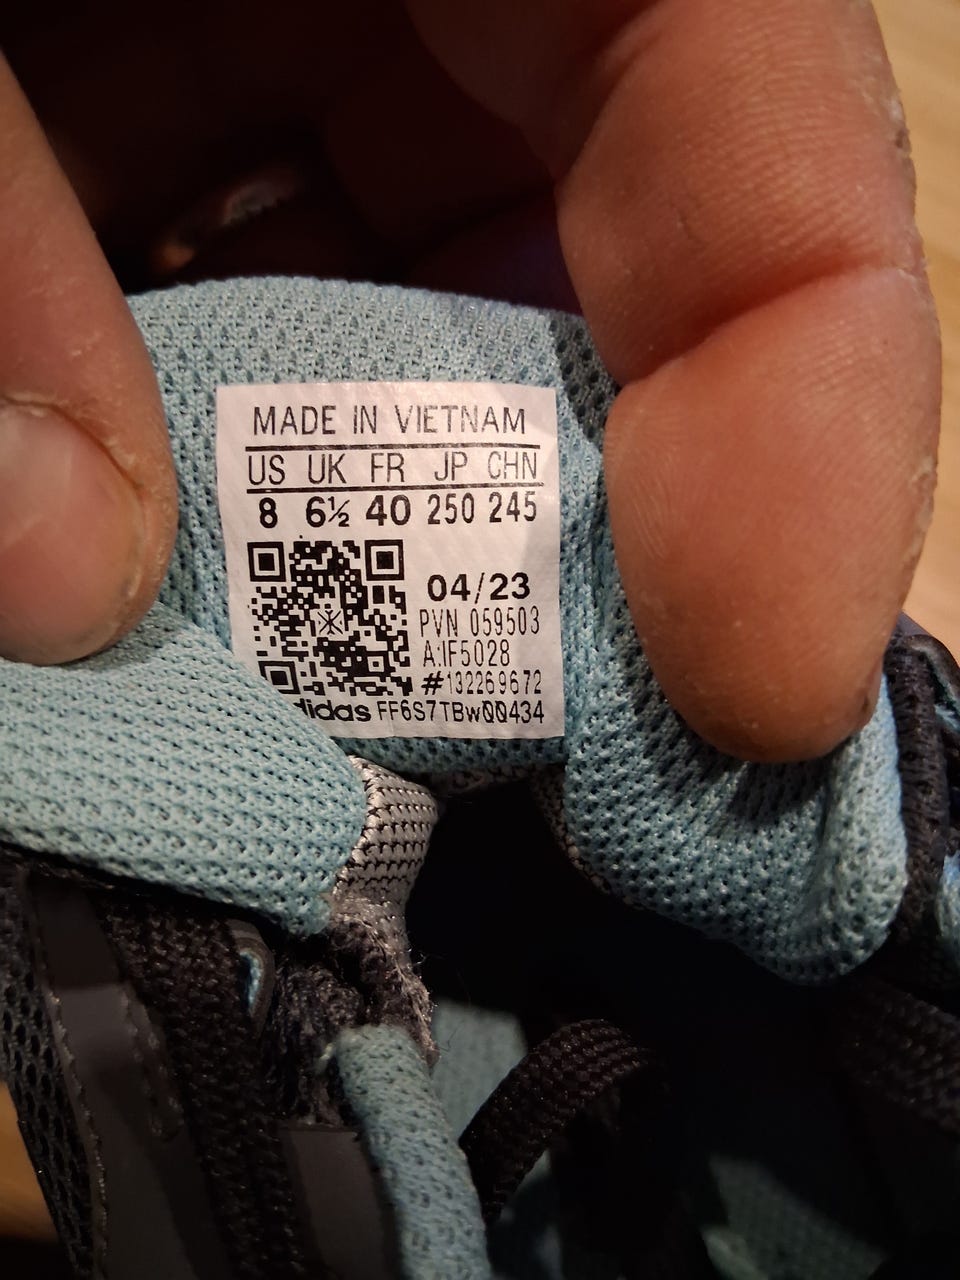 MADE IN VIETNAM
US UK FR JP CHN
8 6½ 40 250 245
04/23
PVN 059503
A:IF5028
#132269672
adidas FF6S7TBw00434